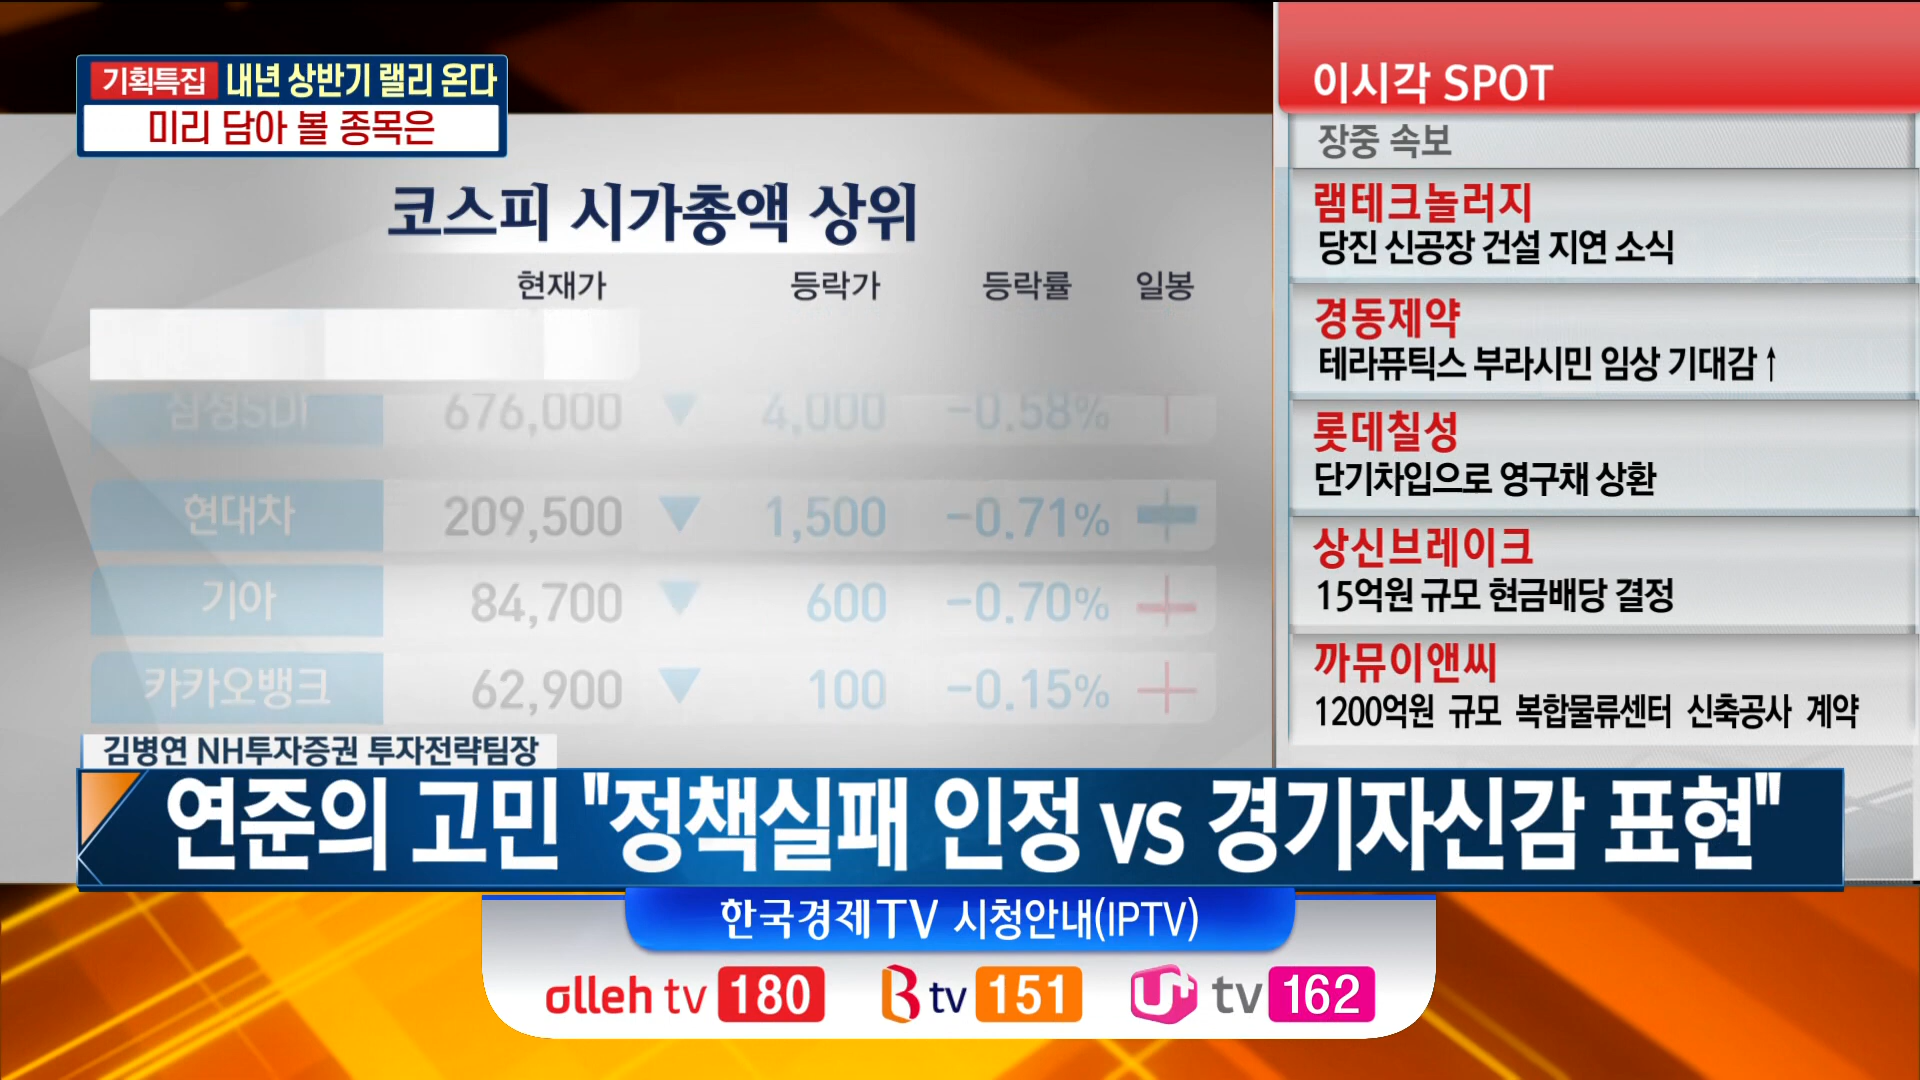 기획특집 내년 상반기 랠리 온다
미리 담아 볼 종목은
코스피 시가총액 상위
현재가 등락가 등락률 일봉
삼성SDI 676,000 ▼ 4,000 -0.58%
현대차 209,500 ▼ 1,500 -0.71%
기아 84,700 ▼ 600 -0.70%
카카오뱅크 62,900 ▼ 100 -0.15%
이시각 SPOT
장중 속보
램테크놀러지
당진 신공장 건설 지연 소식
경동제약
테라퓨틱스 부라시민 임상 기대감↑
롯데칠성
단기차입으로 영구채 상환
상신브레이크
15억원 규모 현금배당 결정
까뮤이앤씨
1200억원 규모 복합물류센터 신축공사 계약
김병연 NH투자증권 투자전략팀장
연준의 고민 "정책실패 인정 vs 경기자신감 표현"
한국경제TV 시청안내(IPTV)
olleh tv 180 B tv 151 U+ tv 162